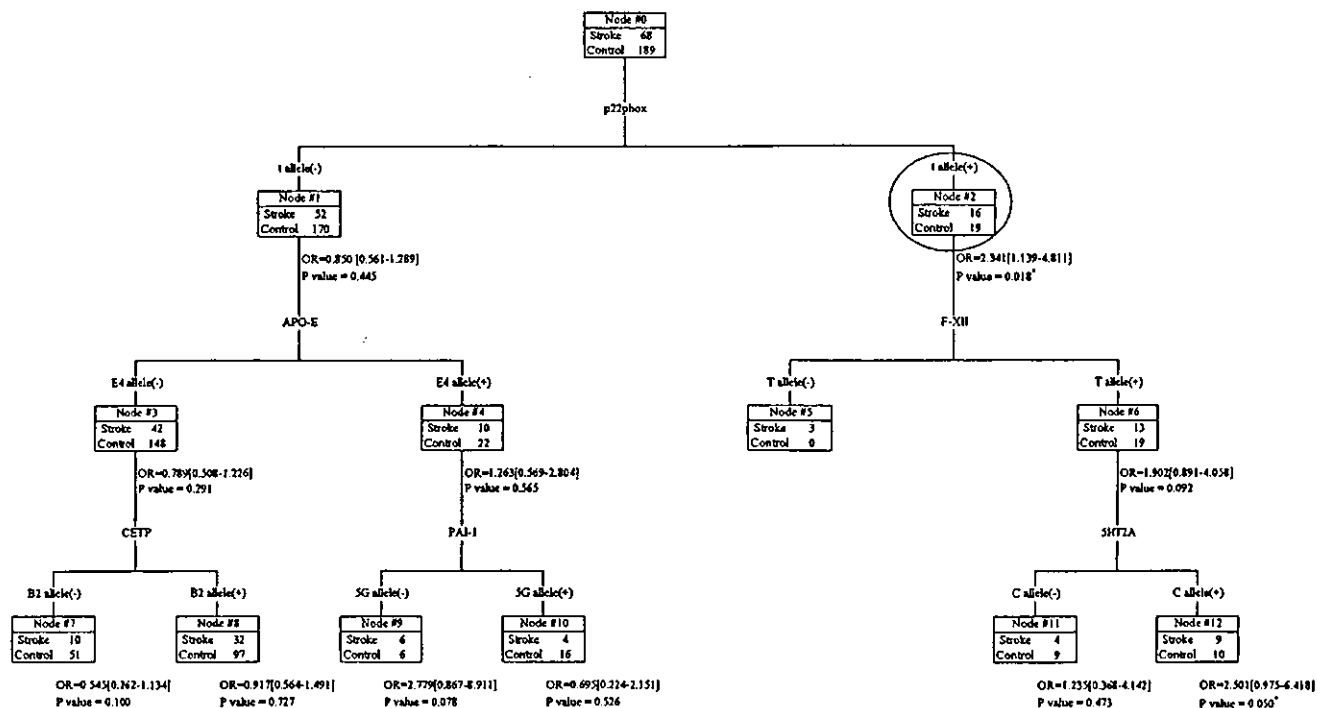 Node #0
Stroke 68
Control 189
p22phox
t allele(-)
t allele(+)
Node #1
Stroke 52
Control 170
Node #2
Stroke 16
Control 19
OR=0.850 [0.561-1.289]
P value = 0.445
OR=2.341[1.139-4.811]
P value = 0.018*
APO-E
F-XII
E4 allele(-)
E4 allele(+)
T allele(-)
T allele(+)
Node #3
Stroke 42
Control 148
Node #4
Stroke 10
Control 22
Node #5
Stroke 3
Control 0
Node #6
Stroke 13
Control 19
OR=0.789[0.508-1.226]
P value = 0.291
OR=1.263[0.569-2.804]
P value = 0.565
OR=1.902[0.891-4.058]
P value = 0.092
CETP
PAI-1
5HT2A
B2 allele(-)
B2 allele(+)
5G allele(-)
5G allele(+)
C allele(-)
C allele(+)
Node #7
Stroke 10
Control 51
Node #8
Stroke 32
Control 97
Node #9
Stroke 6
Control 6
Node #10
Stroke 4
Control 16
Node #11
Stroke 4
Control 9
Node #12
Stroke 9
Control 10
OR=0.545[0.262-1.134]
P value = 0.100
OR=0.917[0.564-1.491]
P value = 0.727
OR=2.779[0.867-8.911]
P value = 0.078
OR=0.695[0.224-2.151]
P value = 0.526
OR=1.235[0.368-4.142]
P value = 0.473
OR=2.501[0.975-6.418]
P value = 0.050*